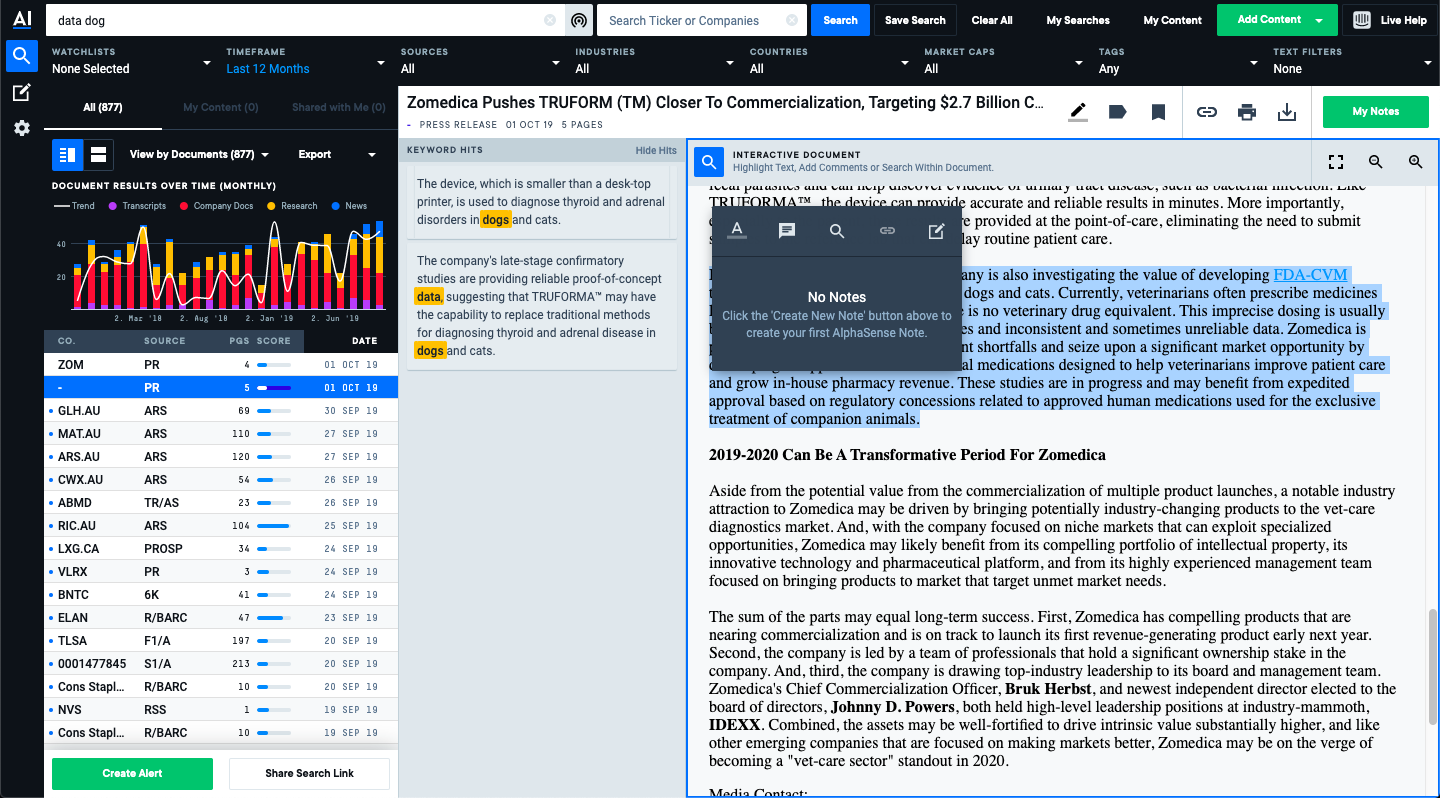 AI
data dog
Search Ticker or Companies
Search
Save Search
Clear All
My Searches
My Content
Add Content
Live Help
WATCHLISTS
None Selected
TIMEFRAME
Last 12 Months
SOURCES
All
INDUSTRIES
All
COUNTRIES
All
MARKET CAPS
All
TAGS
Any
TEXT FILTERS
None
All (877)
My Content (0)
Shared with Me (0)
View by Documents (877)
Export
DOCUMENT RESULTS OVER TIME (MONTHLY)
Trend Transcripts Company Docs Research News
40
20
2. Mar '18 2. Aug '18 2. Jan '19 2. Jun '19
CO. SOURCE PGS SCORE DATE
ZOM PR 4 01 OCT 19
- PR 5 01 OCT 19
GLH.AU ARS 69 30 SEP 19
MAT.AU ARS 110 27 SEP 19
ARS.AU ARS 120 27 SEP 19
CWX.AU ARS 54 26 SEP 19
ABMD TR/AS 23 26 SEP 19
RIC.AU ARS 104 25 SEP 19
LXG.CA PROSP 34 24 SEP 19
VLRX PR 3 24 SEP 19
BNTC 6K 41 24 SEP 19
ELAN R/BARC 47 23 SEP 19
TLSA F1/A 197 20 SEP 19
0001477845 S1/A 213 20 SEP 19
Cons Stapl... R/BARC 10 20 SEP 19
NVS RSS 1 19 SEP 19
Cons Stapl... R/BARC 10 19 SEP 19
Create Alert
Share Search Link
Zomedica Pushes TRUFORM (TM) Closer To Commercialization, Targeting $2.7 Billion C...
- PRESS RELEASE 01 OCT 19 5 PAGES
My Notes
KEYWORD HITS
Hide Hits
The device, which is smaller than a desk-top
printer, is used to diagnose thyroid and adrenal
disorders in dogs and cats.
The company's late-stage confirmatory
studies are providing reliable proof-of-concept
data, suggesting that TRUFORMA™ may have
the capability to replace traditional methods
for diagnosing thyroid and adrenal disease in
dogs and cats.
INTERACTIVE DOCUMENT
Highlight Text, Add Comments or Search Within Document.
fecal parasites and can help discover evidence of urinary tract disease, such as bacterial infection. Like
TRUFORMA™, the device can provide accurate and reliable results in minutes. More importantly,
re provided at the point-of-care, eliminating the need to submit
lay routine patient care.
A
No Notes
Click the 'Create New Note' button above to
create your first AlphaSense Note.
any is also investigating the value of developing FDA-CVM
dogs and cats. Currently, veterinarians often prescribe medicines
e is no veterinary drug equivalent. This imprecise dosing is usually
es and inconsistent and sometimes unreliable data. Zomedica is
nt shortfalls and seize upon a significant market opportunity by
al medications designed to help veterinarians improve patient care
and grow in-house pharmacy revenue. These studies are in progress and may benefit from expedited
approval based on regulatory concessions related to approved human medications used for the exclusive
treatment of companion animals.
2019-2020 Can Be A Transformative Period For Zomedica
Aside from the potential value from the commercialization of multiple product launches, a notable industry
attraction to Zomedica may be driven by bringing potentially industry-changing products to the vet-care
diagnostics market. And, with the company focused on niche markets that can exploit specialized
opportunities, Zomedica may likely benefit from its compelling portfolio of intellectual property, its
innovative technology and pharmaceutical platform, and from its highly experienced management team
focused on bringing products to market that target unmet market needs.
The sum of the parts may equal long-term success. First, Zomedica has compelling products that are
nearing commercialization and is on track to launch its first revenue-generating product early next year.
Second, the company is led by a team of professionals that hold a significant ownership stake in the
company. And, third, the company is drawing top-industry leadership to its board and management team.
Zomedica's Chief Commercialization Officer, Bruk Herbst, and newest independent director elected to the
board of directors, Johnny D. Powers, both held high-level leadership positions at industry-mammoth,
IDEXX. Combined, the assets may be well-fortified to drive intrinsic value substantially higher, and like
other emerging companies that are focused on making markets better, Zomedica may be on the verge of
becoming a "vet-care sector" standout in 2020.
Media Contact: